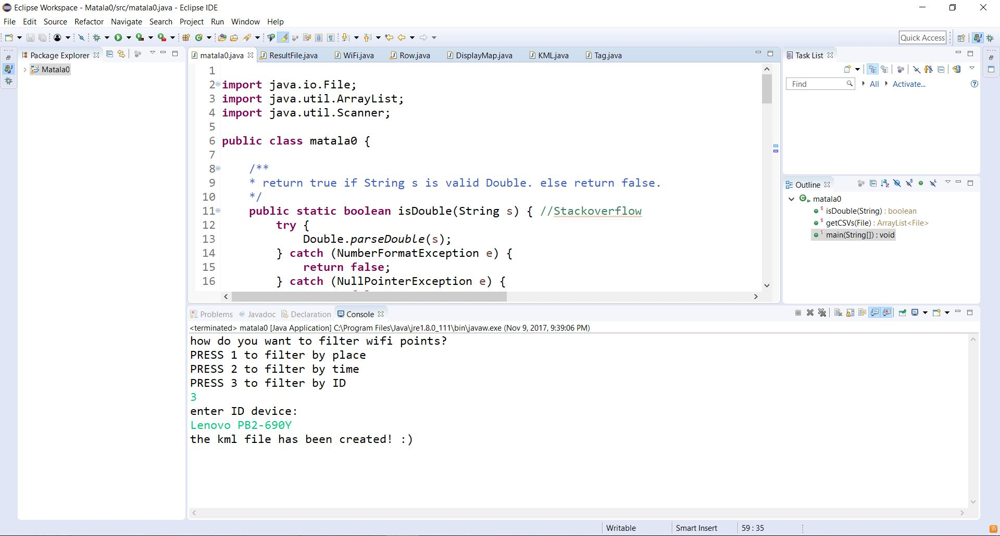 Eclipse Workspace - Matala0/src/matala0.java - Eclipse IDE
File Edit Source Refactor Navigate Search Project Run Window Help
Quick Access
Package Explorer
Matala0
matala0.java ResultFile.java WiFi.java Row.java DisplayMap.java KML.java Tag.java
1
2 import java.io.File;
3 import java.util.ArrayList;
4 import java.util.Scanner;
5
6 public class matala0 {
7
8 /**
9 * return true if String s is valid Double. else return false.
10 */
11 public static boolean isDouble(String s) { //Stackoverflow
12 try {
13 Double.parseDouble(s);
14 } catch (NumberFormatException e) {
15 return false;
16 } catch (NullPointerException e) {
Task List
Find All Activate...
Outline
matala0
isDouble(String) : boolean
getCSVs(File) : ArrayList<File>
main(String[]) : void
Problems @ Javadoc Declaration Console
<terminated> matala0 [Java Application] C:\Program Files\Java\jre1.8.0_111\bin\javaw.exe (Nov 9, 2017, 9:39:06 PM)
how do you want to filter wifi points?
PRESS 1 to filter by place
PRESS 2 to filter by time
PRESS 3 to filter by ID
3
enter ID device:
Lenovo PB2-690Y
the kml file has been created! :)
Writable Smart Insert 59 : 35